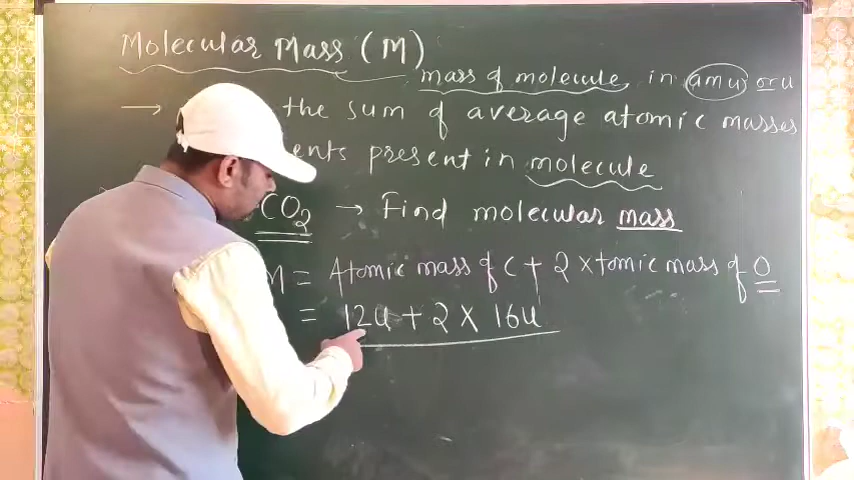 Molecular Mass (M)
mass of molecule, in amu or u
→ the sum of average atomic masses
ents present in molecule
CO₂ → Find molecular mass
M = Atomic mass of C + 2 × tomic mass of O
= 12u + 2 × 16u